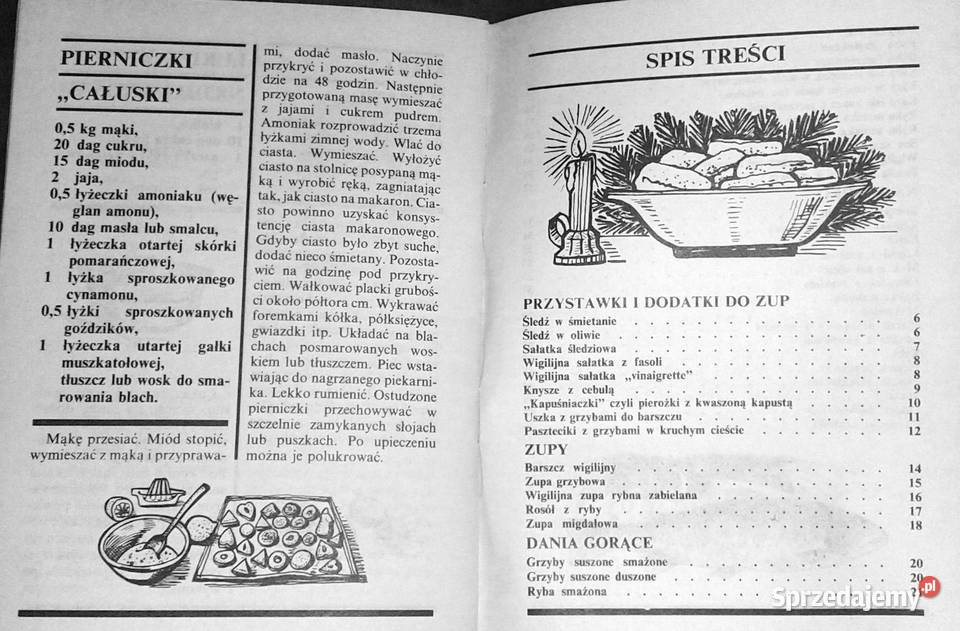 PIERNICZKI
„CAŁUSKI”
0,5 kg mąki,
20 dag cukru,
15 dag miodu,
2 jaja,
0,5 łyżeczki amoniaku (wę-
glan amonu),
10 dag masła lub smalcu,
1 łyżeczka otartej skórki
pomarańczowej,
1 łyżka sproszkowanego
cynamonu,
0,5 łyżki sproszkowanych
goździków,
1 łyżeczka utartej gałki
muszkatołowej,
tłuszcz lub wosk do sma-
rowania blach.
Mąkę przesiać. Miód stopić,
wymieszać z mąką i przyprawa-
mi, dodać masło. Naczynie
przykryć i pozostawić w chło-
dzie na 48 godzin. Następnie
przygotowaną masę wymieszać
z jajami i cukrem pudrem.
Amoniak rozprowadzić trzema
łyżkami zimnej wody. Wlać do
ciasta. Wymieszać. Wyłożyć
ciasto na stolnicę posypaną mą-
ką i wyrobić ręką, zagniatając
tak, jak ciasto na makaron. Cia-
sto powinno uzyskać konsys-
tencję ciasta makaronowego.
Gdyby ciasto było zbyt suche,
dodać nieco śmietany. Pozosta-
wić na godzinę pod przykry-
ciem. Wałkować placki gruboś-
ci około półtora cm. Wykrawać
foremkami kółka, półksiężyce,
gwiazdki itp. Układać na bla-
chach posmarowanych wos-
kiem lub tłuszczem. Piec wsta-
wiając do nagrzanego piekarni-
ka. Lekko rumienić. Ostudzone
pierniczki przechowywać w
szczelnie zamykanych słojach
lub puszkach. Po upieczeniu
można je polukrować.
SPIS TREŚCI
PRZYSTAWKI I DODATKI DO ZUP
Śledź w śmietanie . . . . . . . . . . . . . . 6
Śledź w oliwie . . . . . . . . . . . . . . . 6
Sałatka śledziowa . . . . . . . . . . . . . . 7
Wigilijna sałatka z fasoli . . . . . . . . . . . . 8
Wigilijna sałatka „vinaigrette” . . . . . . . . . . . 8
Knysze z cebulą . . . . . . . . . . . . . . 9
„Kapuśniaczki” czyli pierożki z kwaszoną kapustą . . . . . . 10
Uszka z grzybami do barszczu . . . . . . . . . . . 11
Paszteciki z grzybami w kruchym cieście . . . . . . . . 12
ZUPY
Barszcz wigilijny . . . . . . . . . . . . . . 14
Zupa grzybowa . . . . . . . . . . . . . . 15
Wigilijna zupa rybna zabielana . . . . . . . . . . 16
Rosół z ryby . . . . . . . . . . . . . . . 17
Zupa migdałowa . . . . . . . . . . . . . . 18
DANIA GORĄCE
Grzyby suszone smażone . . . . . . . . . . . . 20
Grzyby suszone duszone . . . . . . . . . . . . 20
Ryba smażona . . . . . . . . . . . . . .
Sprzedajemy.pl